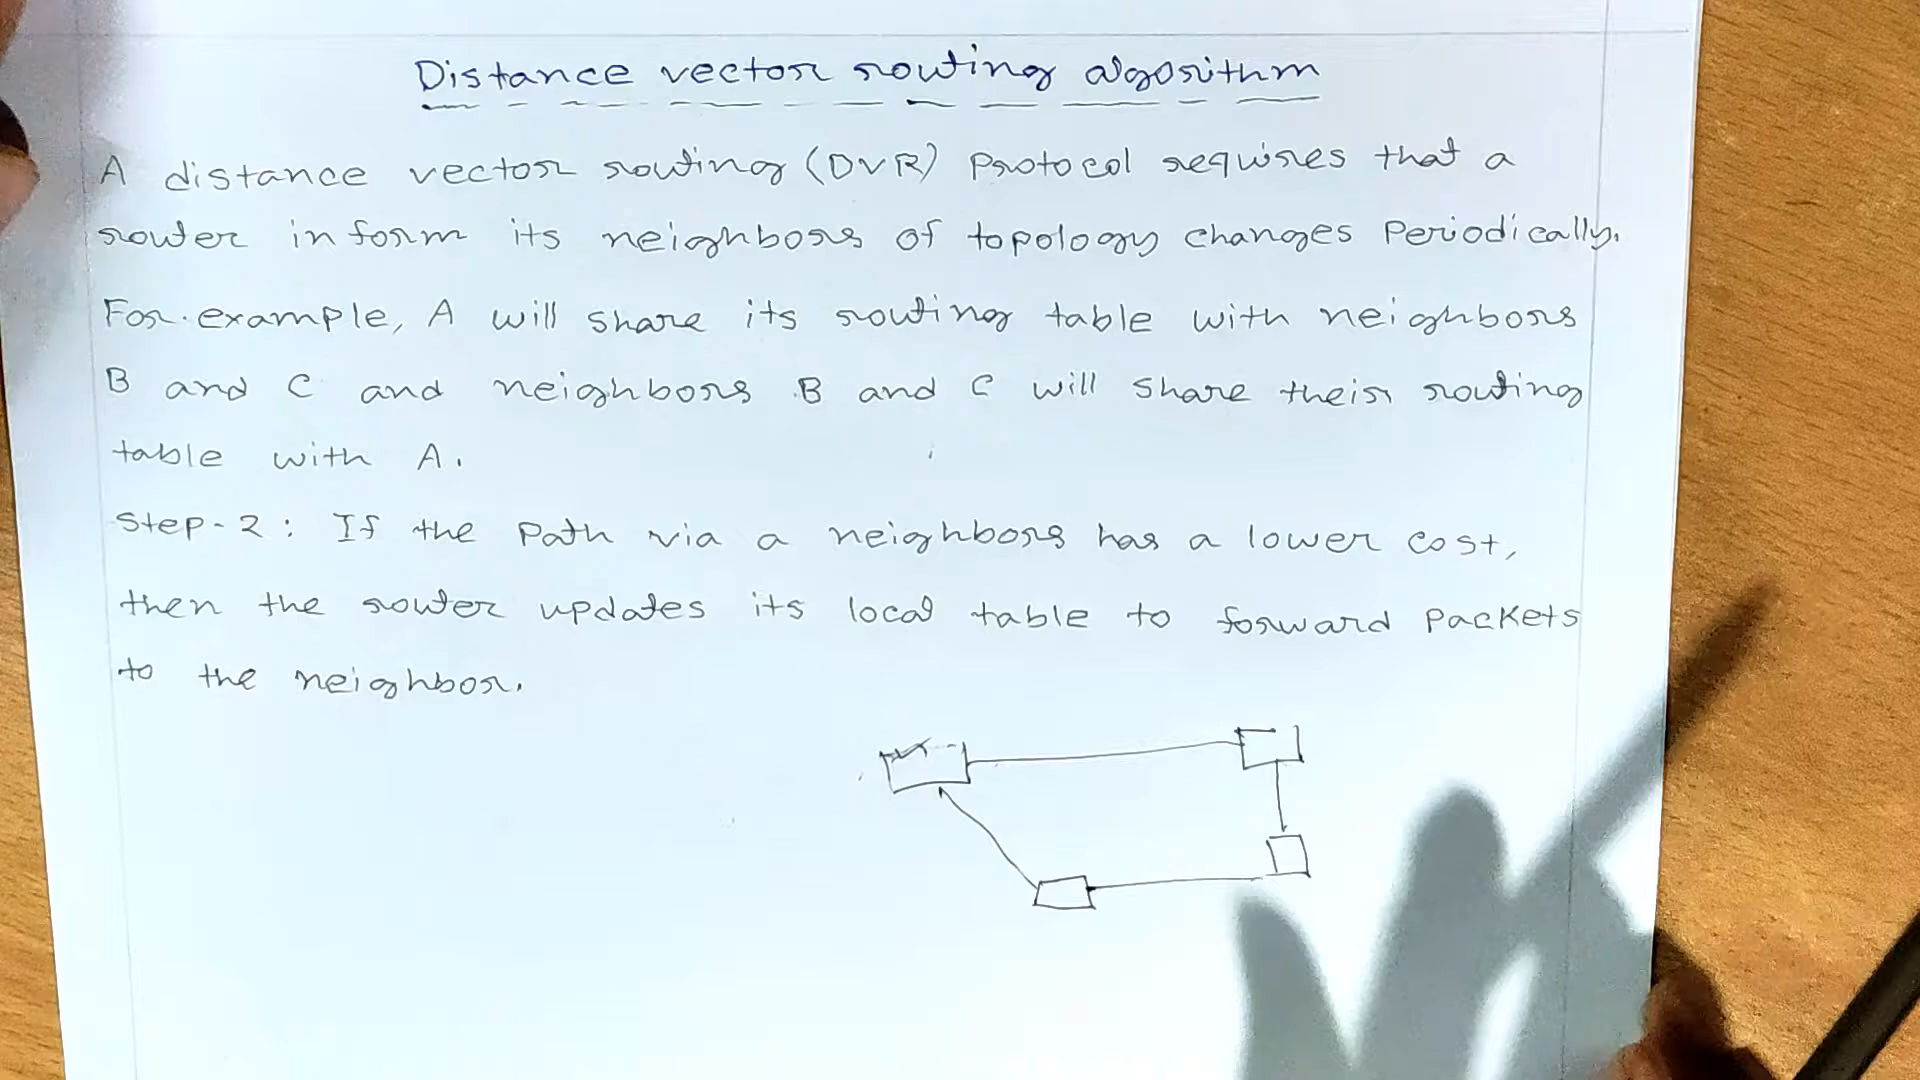 Distance vector routing algorithm
A distance vector routing (DVR) Protocol requires that a
router inform its neighbors of topology changes Periodically.
For example, A will share its routing table with neighbors
B and C and neighbors B and C will share their routing
table with A.
Step-2: If the Path via a neighbors has a lower cost,
then the router updates its local table to forward Packets
to the neighbor.